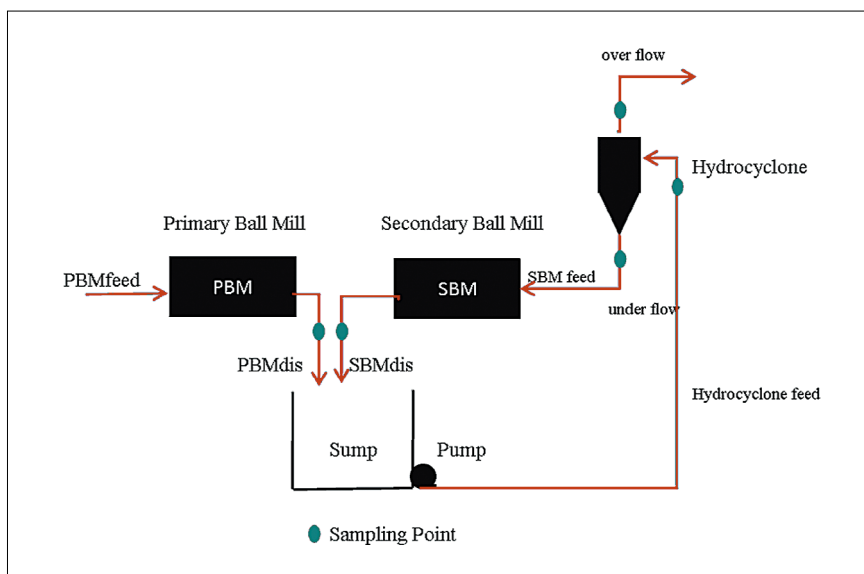 over flow
Hydrocyclone
Primary Ball Mill
Secondary Ball Mill
PBMfeed
PBM
SBM
SBM feed
under flow
PBMdis
SBMdis
Hydrocyclone feed
Sump
Pump
Sampling Point